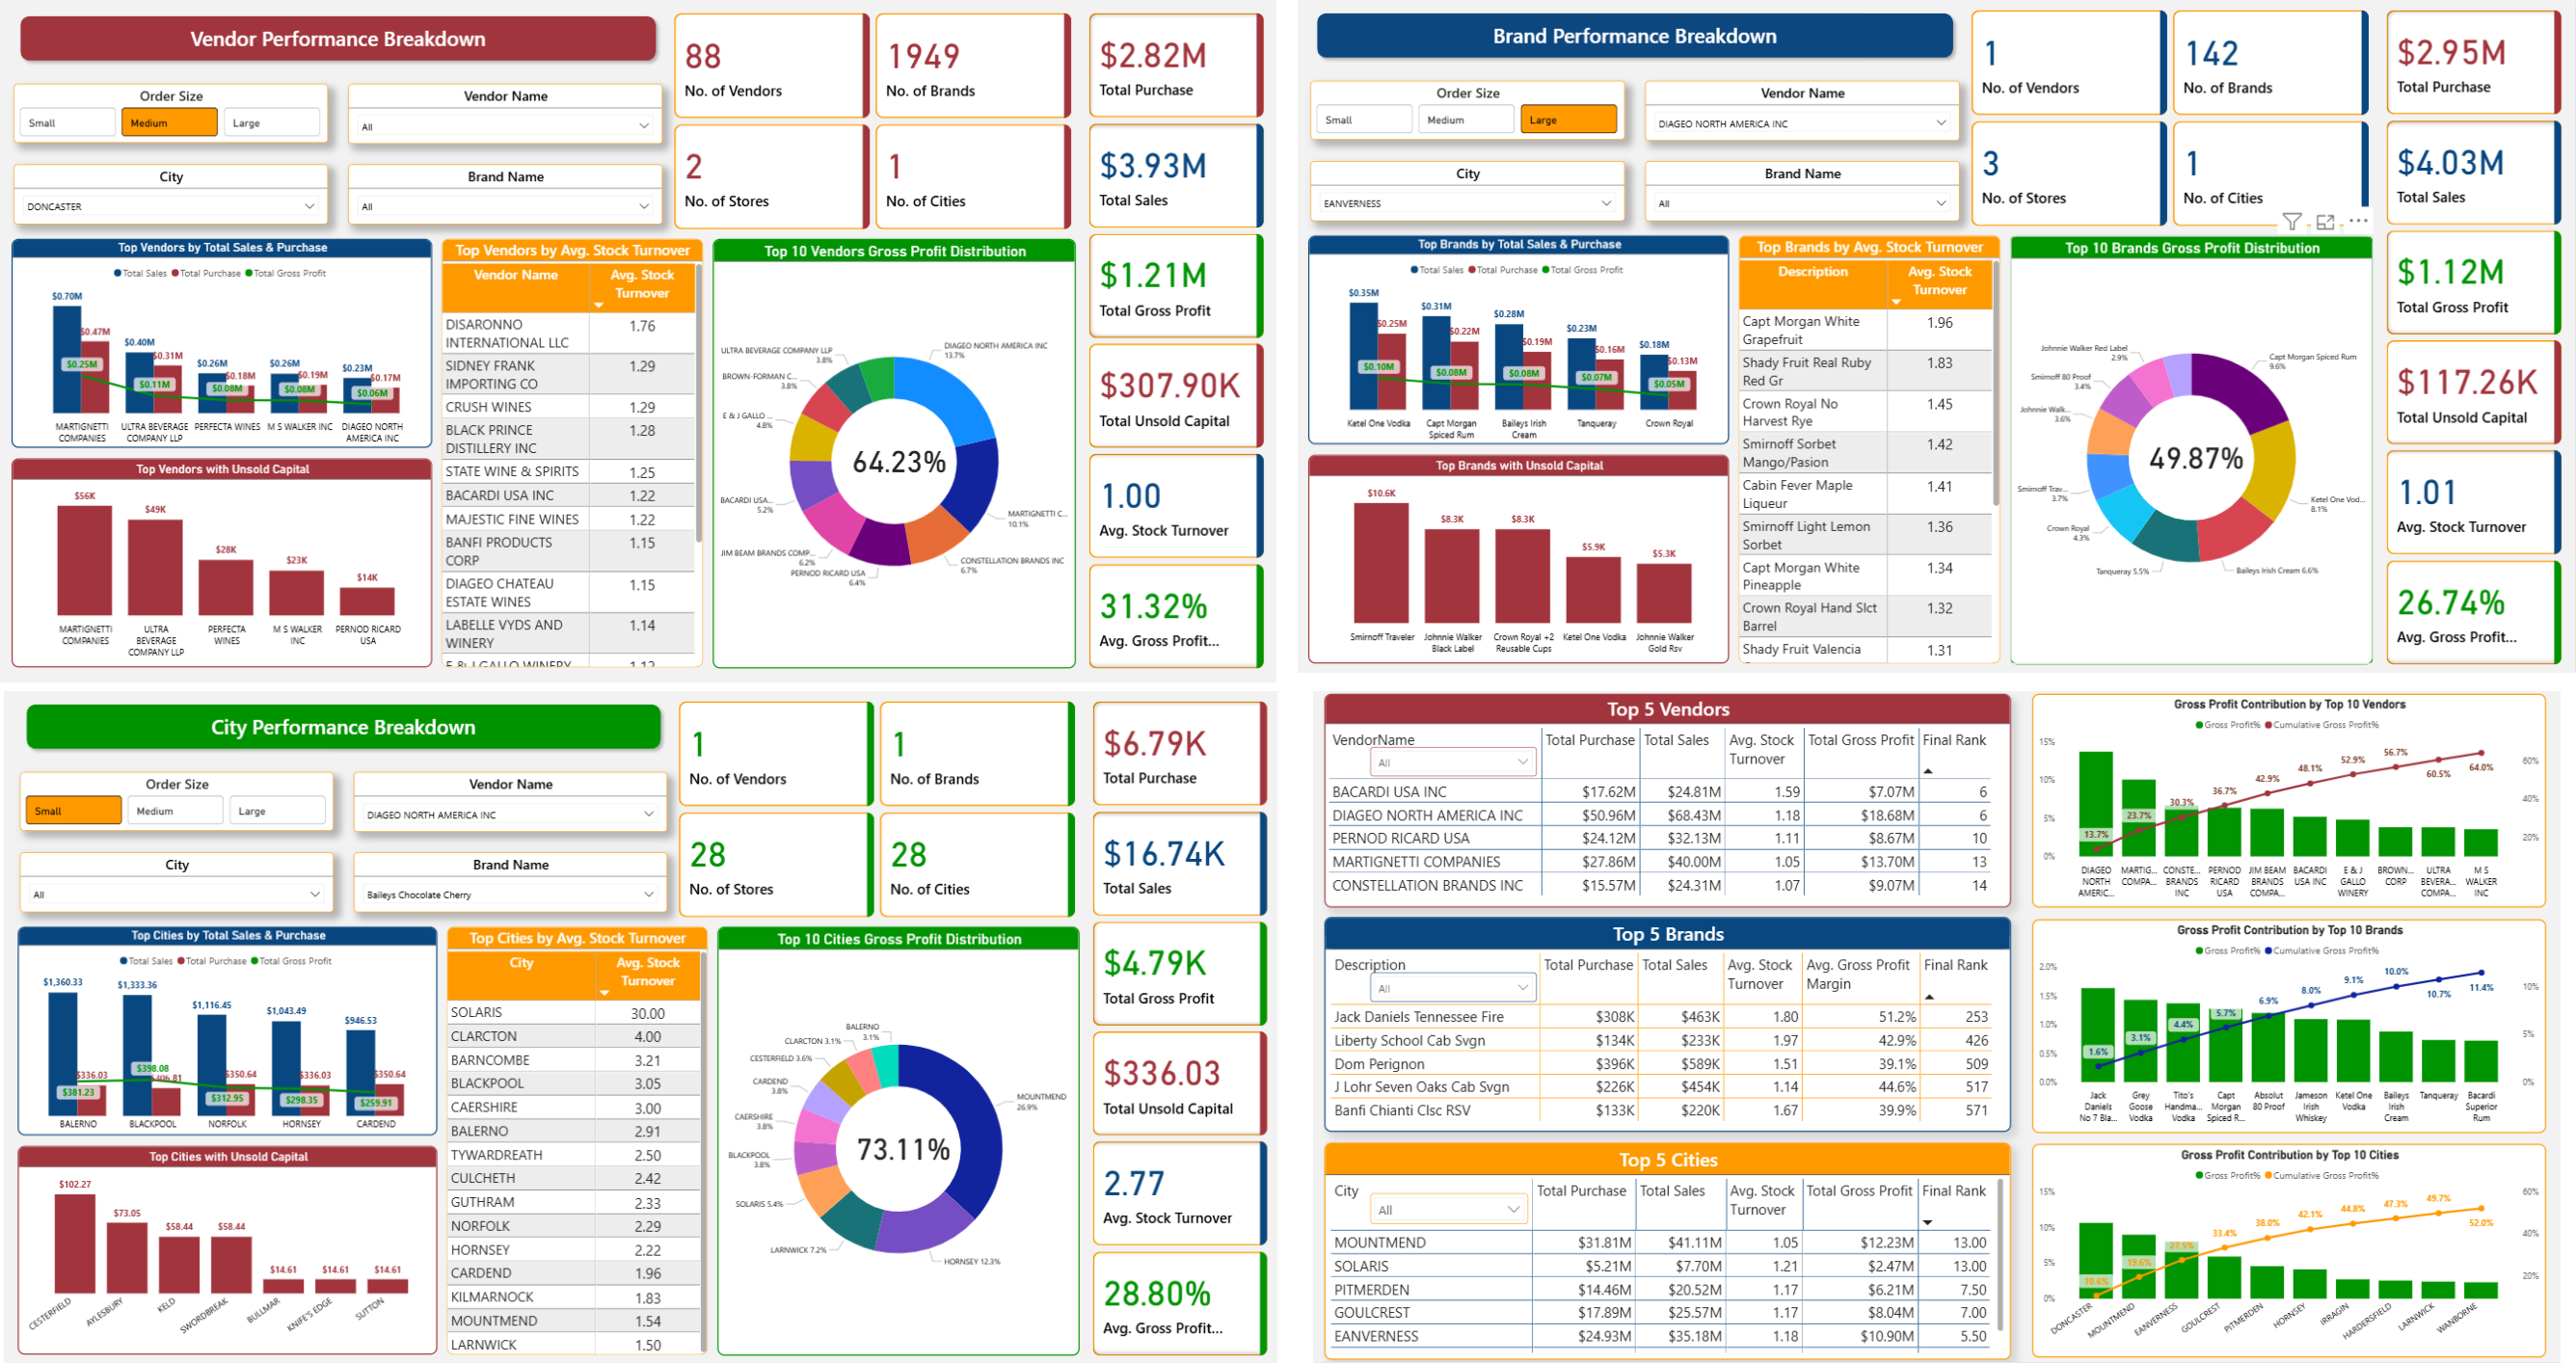 Vendor Performance Breakdown
88
No. of Vendors
1949
No. of Brands
$2.82M
Total Purchase
Order Size
Small Medium Large
Vendor Name
All
2
No. of Stores
1
No. of Cities
$3.93M
Total Sales
City
DONCASTER
Brand Name
All
Top Vendors by Total Sales & Purchase
Total Sales Total Purchase Total Gross Profit
$0.70M
$0.47M
$0.25M
$0.40M
$0.31M
$0.11M
$0.26M
$0.18M
$0.08M
$0.26M
$0.19M
$0.08M
$0.23M
$0.17M
$0.06M
MARTIGNETTI COMPANIES
ULTRA BEVERAGE COMPANY LLP
PERFECTA WINES
M S WALKER INC
DIAGEO NORTH AMERICA INC
Top Vendors with Unsold Capital
$56K
$49K
$28K
$23K
$14K
MARTIGNETTI COMPANIES
ULTRA BEVERAGE COMPANY LLP
PERFECTA WINES
M S WALKER INC
PERNOD RICARD USA
Top Vendors by Avg. Stock Turnover
Vendor Name Avg. Stock Turnover
DISARONNO INTERNATIONAL LLC 1.76
SIDNEY FRANK IMPORTING CO 1.29
CRUSH WINES 1.29
BLACK PRINCE DISTILLERY INC 1.28
STATE WINE & SPIRITS 1.25
BACARDI USA INC 1.22
MAJESTIC FINE WINES 1.22
BANFI PRODUCTS CORP 1.15
DIAGEO CHATEAU ESTATE WINES 1.15
LABELLE VYDS AND WINERY 1.14
E & J GALLO WINERY 1.12
Top 10 Vendors Gross Profit Distribution
DIAGEO NORTH AMERICA INC 13.7%
MARTIGNETTI C... 10.1%
CONSTELLATION BRANDS INC 6.7%
PERNOD RICARD USA 6.4%
JIM BEAM BRANDS COMP... 6.2%
BACARDI USA... 5.2%
E & J GALLO ... 4.8%
BROWN-FORMAN C... 3.8%
ULTRA BEVERAGE COMPANY LLP 3.8%
64.23%
$1.21M
Total Gross Profit
$307.90K
Total Unsold Capital
1.00
Avg. Stock Turnover
31.32%
Avg. Gross Profit...
Brand Performance Breakdown
1
No. of Vendors
142
No. of Brands
$2.95M
Total Purchase
Order Size
Small Medium Large
Vendor Name
DIAGEO NORTH AMERICA INC
3
No. of Stores
1
No. of Cities
$4.03M
Total Sales
City
EANVERNESS
Brand Name
All
Top Brands by Total Sales & Purchase
Total Sales Total Purchase Total Gross Profit
$0.35M
$0.25M
$0.10M
$0.31M
$0.22M
$0.08M
$0.28M
$0.19M
$0.08M
$0.23M
$0.16M
$0.07M
$0.18M
$0.13M
$0.05M
Ketel One Vodka
Capt Morgan Spiced Rum
Baileys Irish Cream
Tanqueray
Crown Royal
Top Brands with Unsold Capital
$10.6K
$8.3K
$8.3K
$5.9K
$5.3K
Smirnoff Traveler
Johnnie Walker Black Label
Crown Royal +2 Reusable Cups
Ketel One Vodka
Johnnie Walker Gold Rsv
Top Brands by Avg. Stock Turnover
Description Avg. Stock Turnover
Capt Morgan White Grapefruit 1.96
Shady Fruit Real Ruby Red Gr 1.83
Crown Royal No Harvest Rye 1.45
Smirnoff Sorbet Mango/Pasion 1.42
Cabin Fever Maple Liqueur 1.41
Smirnoff Light Lemon Sorbet 1.36
Capt Morgan White Pineapple 1.34
Crown Royal Hand Slct Barrel 1.32
Shady Fruit Valencia 1.31
Top 10 Brands Gross Profit Distribution
Capt Morgan Spiced Rum 9.6%
Ketel One Vod... 8.1%
Baileys Irish Cream 6.6%
Tanqueray 5.5%
Crown Royal 4.3%
Smirnoff Trav... 3.7%
Johnnie Walk... 3.6%
Smirnoff 80 Proof 3.4%
Johnnie Walker Red Label 2.9%
49.87%
$1.12M
Total Gross Profit
$117.26K
Total Unsold Capital
1.01
Avg. Stock Turnover
26.74%
Avg. Gross Profit...
City Performance Breakdown
1
No. of Vendors
1
No. of Brands
$6.79K
Total Purchase
Order Size
Small Medium Large
Vendor Name
DIAGEO NORTH AMERICA INC
28
No. of Stores
28
No. of Cities
$16.74K
Total Sales
City
All
Brand Name
Baileys Chocolate Cherry
Top Cities by Total Sales & Purchase
Total Sales Total Purchase Total Gross Profit
$1,360.33
$336.03
$381.23
$1,333.36
$398.08
$1,116.45
$350.64
$312.95
$1,043.49
$336.03
$298.35
$946.53
$350.64
$259.91
BALERNO
BLACKPOOL
NORFOLK
HORNSEY
CARDEND
Top Cities with Unsold Capital
$102.27
$73.05
$58.44
$58.44
$14.61
$14.61
$14.61
CESTERFIELD
AYLESBURY
KELD
SWORDBREAK
BULLMAR
KNIFE'S EDGE
SUTTON
Top Cities by Avg. Stock Turnover
City Avg. Stock Turnover
SOLARIS 30.00
CLARCTON 4.00
BARNCOMBE 3.21
BLACKPOOL 3.05
CAERSHIRE 3.00
BALERNO 2.91
TYWARDREATH 2.50
CULCHETH 2.42
GUTHRAM 2.33
NORFOLK 2.29
HORNSEY 2.22
CARDEND 1.96
KILMARNOCK 1.83
MOUNTMEND 1.54
LARNWICK 1.50
Top 10 Cities Gross Profit Distribution
MOUNTMEND 26.9%
HORNSEY 12.3%
LARNWICK 7.2%
SOLARIS 5.4%
BLACKPOOL 3.8%
CAERSHIRE 3.8%
CARDEND 3.8%
CESTERFIELD 3.6%
CLARCTON 3.1%
BALERNO 3.1%
73.11%
$4.79K
Total Gross Profit
$336.03
Total Unsold Capital
2.77
Avg. Stock Turnover
28.80%
Avg. Gross Profit...
Top 5 Vendors
VendorName Total Purchase Total Sales Avg. Stock Turnover Total Gross Profit Final Rank
All
BACARDI USA INC $17.62M $24.81M 1.59 $7.07M 6
DIAGEO NORTH AMERICA INC $50.96M $68.43M 1.18 $18.68M 6
PERNOD RICARD USA $24.12M $32.13M 1.11 $8.67M 10
MARTIGNETTI COMPANIES $27.86M $40.00M 1.05 $13.70M 13
CONSTELLATION BRANDS INC $15.57M $24.31M 1.07 $9.07M 14
Top 5 Brands
Description Total Purchase Total Sales Avg. Stock Turnover Avg. Gross Profit Margin Final Rank
All
Jack Daniels Tennessee Fire $308K $463K 1.80 51.2% 253
Liberty School Cab Svgn $134K $233K 1.97 42.9% 426
Dom Perignon $396K $589K 1.51 39.1% 509
J Lohr Seven Oaks Cab Svgn $226K $454K 1.14 44.6% 517
Banfi Chianti Clsc RSV $133K $220K 1.67 39.9% 571
Top 5 Cities
City Total Purchase Total Sales Avg. Stock Turnover Total Gross Profit Final Rank
All
MOUNTMEND $31.81M $41.11M 1.05 $12.23M 13.00
SOLARIS $5.21M $7.70M 1.21 $2.47M 13.00
PITMERDEN $14.46M $20.52M 1.17 $6.21M 7.50
GOULCREST $17.89M $25.57M 1.17 $8.04M 7.00
EANVERNESS $24.93M $35.18M 1.18 $10.90M 5.50
Gross Profit Contribution by Top 10 Vendors
Gross Profit% Cumulative Gross Profit%
15%
10%
5%
0%
13.7% 23.7% 30.3% 36.7% 42.9% 48.1% 52.9% 56.7% 60.5% 64.0%
60%
40%
20%
DIAGEO NORTH AMERIC...
MARTIG... COMPA...
CONSTE... BRANDS INC
PERNOD RICARD USA
JIM BEAM BRANDS COMPA...
BACARDI USA INC
E & J GALLO WINERY
BROWN... CORP
ULTRA BEVERA... COMPA...
M S WALKER INC
Gross Profit Contribution by Top 10 Brands
Gross Profit% Cumulative Gross Profit%
2.0%
1.5%
1.0%
0.5%
0.0%
1.6% 3.1% 4.4% 5.7% 6.9% 8.0% 9.1% 10.0% 10.7% 11.4%
10%
5%
0%
Jack Daniels No 7 Bla...
Grey Goose Vodka
Tito's Handma... Vodka
Capt Morgan Spiced R...
Absolut 80 Proof
Jameson Irish Whiskey
Ketel One Vodka
Baileys Irish Cream
Tanqueray
Bacardi Superior Rum
Gross Profit Contribution by Top 10 Cities
Gross Profit% Cumulative Gross Profit%
15%
10%
5%
0%
10.6% 19.6% 27.5% 33.4% 38.0% 42.1% 44.8% 47.3% 49.7% 52.0%
60%
40%
20%
DONCASTER
MOUNTMEND
EANVERNESS
GOULCREST
PITMERDEN
HORNSEY
IRRAGIN
HARDERSFIELD
LARNWICK
WANBORNE